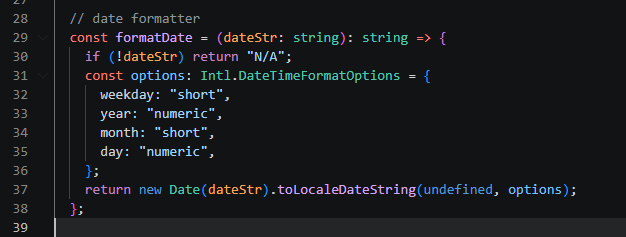 27
28 // date formatter
29 const formatDate = (dateStr: string): string => {
30 if (!dateStr) return "N/A";
31 const options: Intl.DateTimeFormatOptions = {
32 weekday: "short",
33 year: "numeric",
34 month: "short",
35 day: "numeric",
36 };
37 return new Date(dateStr).toLocaleDateString(undefined, options);
38 };
39